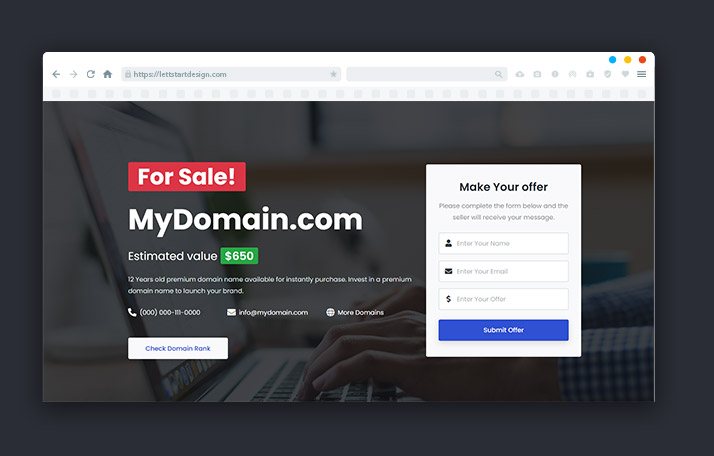 https://lettstartdesign.com
For Sale!
MyDomain.com
Estimated value $650
12 Years old premium domain name available for instantly purchase. Invest in a premium
domain name to launch your brand.
(000) 000-111-0000
info@mydomain.com
More Domains
Check Domain Rank
Make Your offer
Please complete the form below and the
seller will receive your message.
Enter Your Name
Enter Your Email
Enter Your Offer
Submit Offer